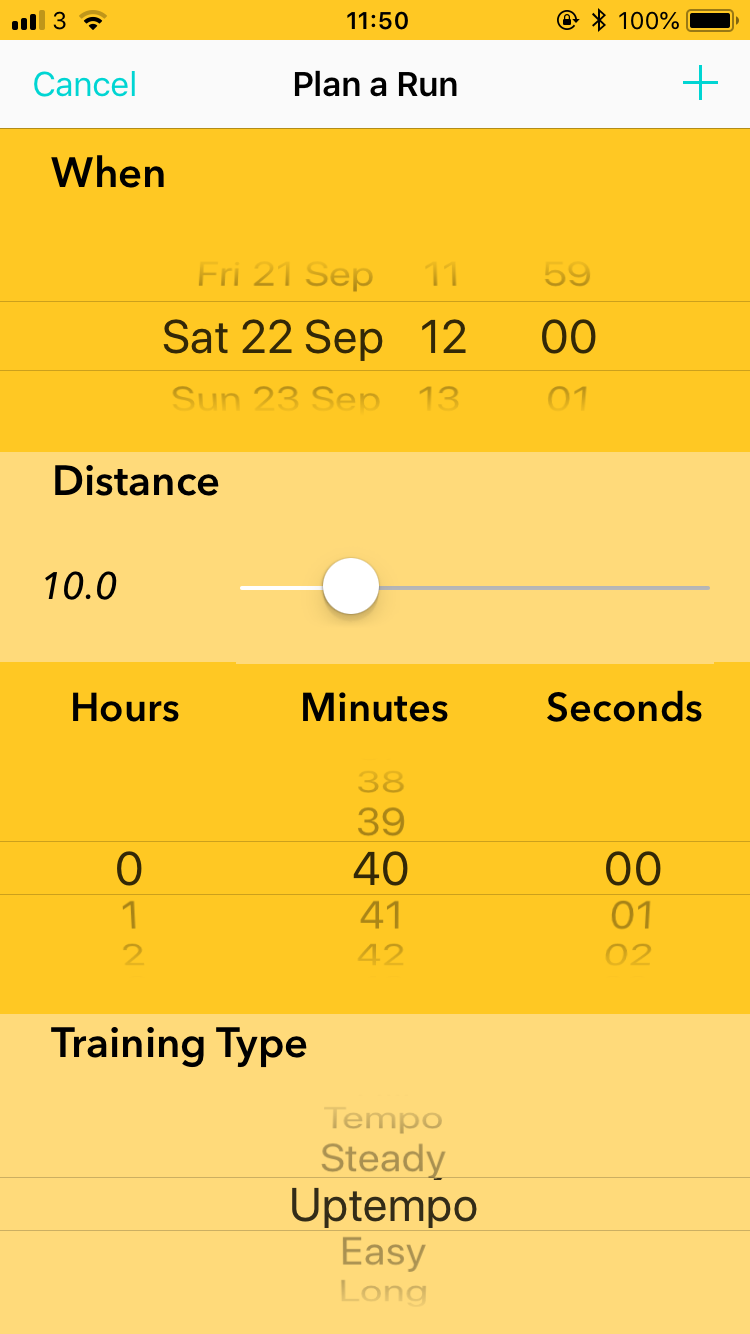 3 11:50 100%
Cancel Plan a Run +
When
Fri 21 Sep 11 59
Sat 22 Sep 12 00
Sun 23 Sep 13 01
Distance
10.0
Hours Minutes Seconds
38
39
0 40 00
1 41 01
2 42 02
Training Type
Tempo
Steady
Uptempo
Easy
Long